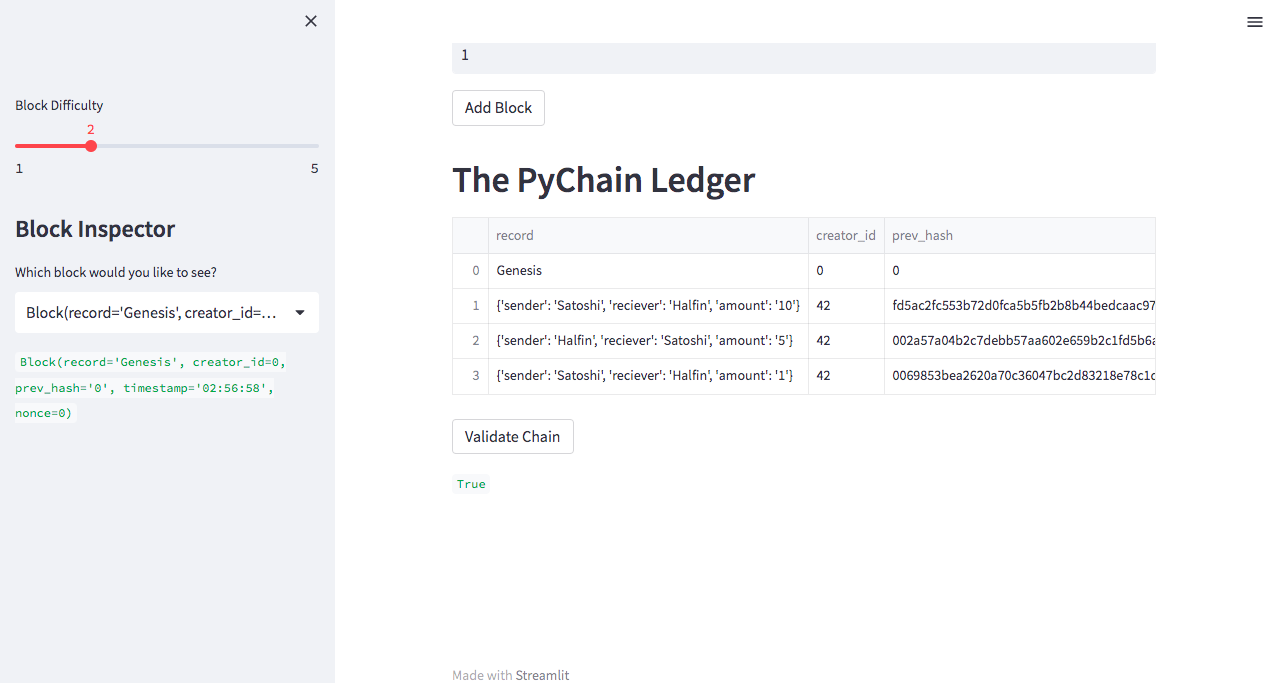 Block Difficulty
2
1 5
Block Inspector
Which block would you like to see?
Block(record='Genesis', creator_id=...
Block(record='Genesis', creator_id=0,
prev_hash='0', timestamp='02:56:58',
nonce=0)
1
Add Block
The PyChain Ledger
record creator_id prev_hash
0 Genesis 0 0
1 {'sender': 'Satoshi', 'reciever': 'Halfin', 'amount': '10'} 42 fd5ac2fc553b72d0fca5b5fb2b8b44bedcaac97
2 {'sender': 'Halfin', 'reciever': 'Satoshi', 'amount': '5'} 42 002a57a04b2c7debb57aa602e659b2c1fd5b6a
3 {'sender': 'Satoshi', 'reciever': 'Halfin', 'amount': '1'} 42 0069853bea2620a70c36047bc2d83218e78c1c
Validate Chain
True
Made with Streamlit